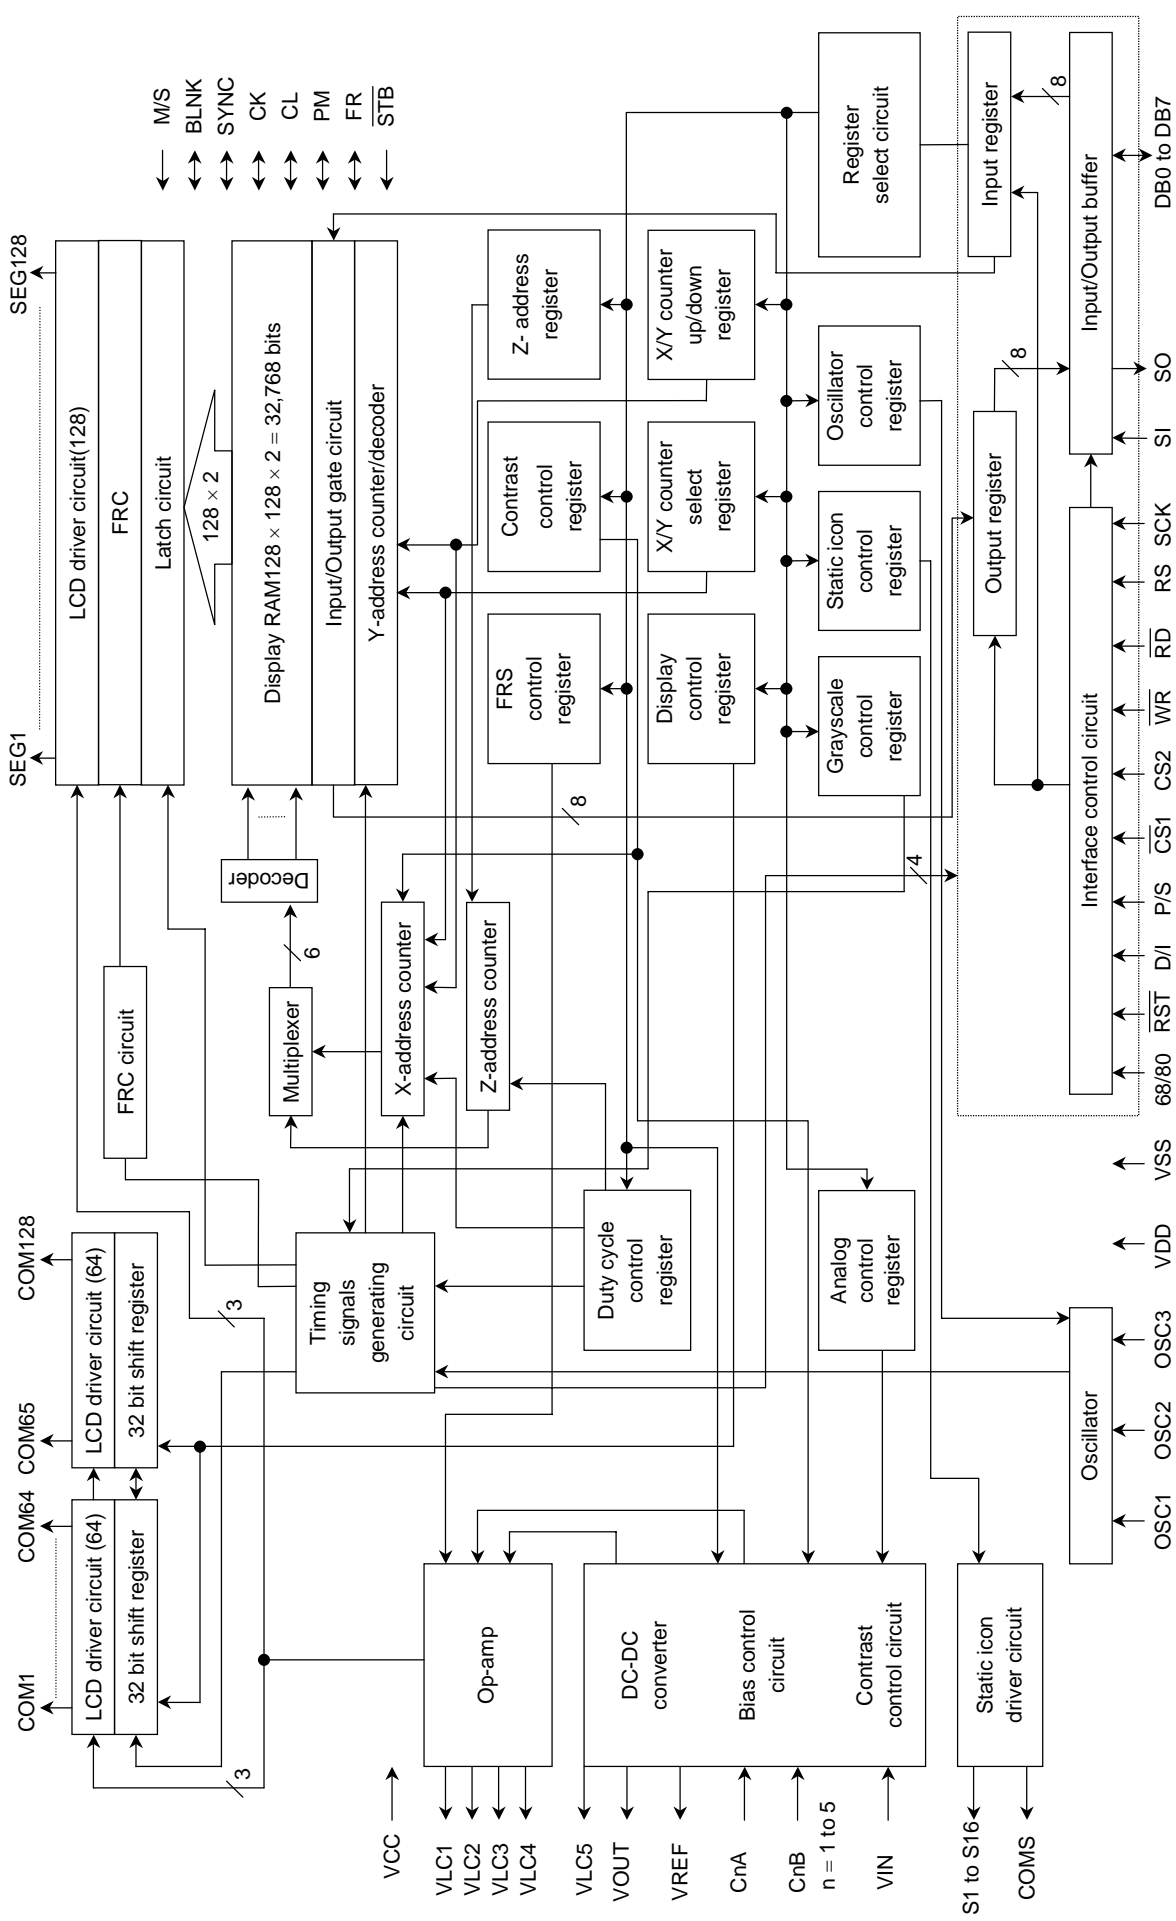 COM1
COM64
COM65
COM128
SEG1
SEG128
LCD driver circuit (64)
32 bit shift register
LCD driver circuit (64)
32 bit shift register
LCD driver circuit(128)
FRC
Latch circuit
3
3
FRC circuit
128 × 2
M/S
BLNK
SYNC
CK
CL
PM
FR
STB
Display RAM128 × 128 × 2 = 32,768 bits
Input/Output gate circuit
Y-address counter/decoder
Decoder
6
Multiplexer
X-address counter
Z-address counter
Timing
signals
generating
circuit
8
VCC
VLC1
VLC2
VLC3
VLC4
Op-amp
FRS
control
register
Contrast
control
register
Z- address
register
Duty cycle
control
register
Display
control
register
X/Y counter
select
register
X/Y counter
up/down
register
VLC5
VOUT
VREF
CnA
CnB
n = 1 to 5
VIN
DC-DC
converter
Bias control
circuit
Contrast
control circuit
Analog
control
register
Grayscale
control
register
Static icon
control
register
Oscillator
control
register
Register
select circuit
4
S1 to S16
COMS
Static icon
driver circuit
Output register
8
Input register
8
Oscillator
Interface control circuit
Input/Output buffer
OSC1
OSC2
OSC3
VDD
VSS
68/80
RST
D/I
P/S
CS1
CS2
WR
RD
RS
SCK
SI
SO
DB0 to DB7